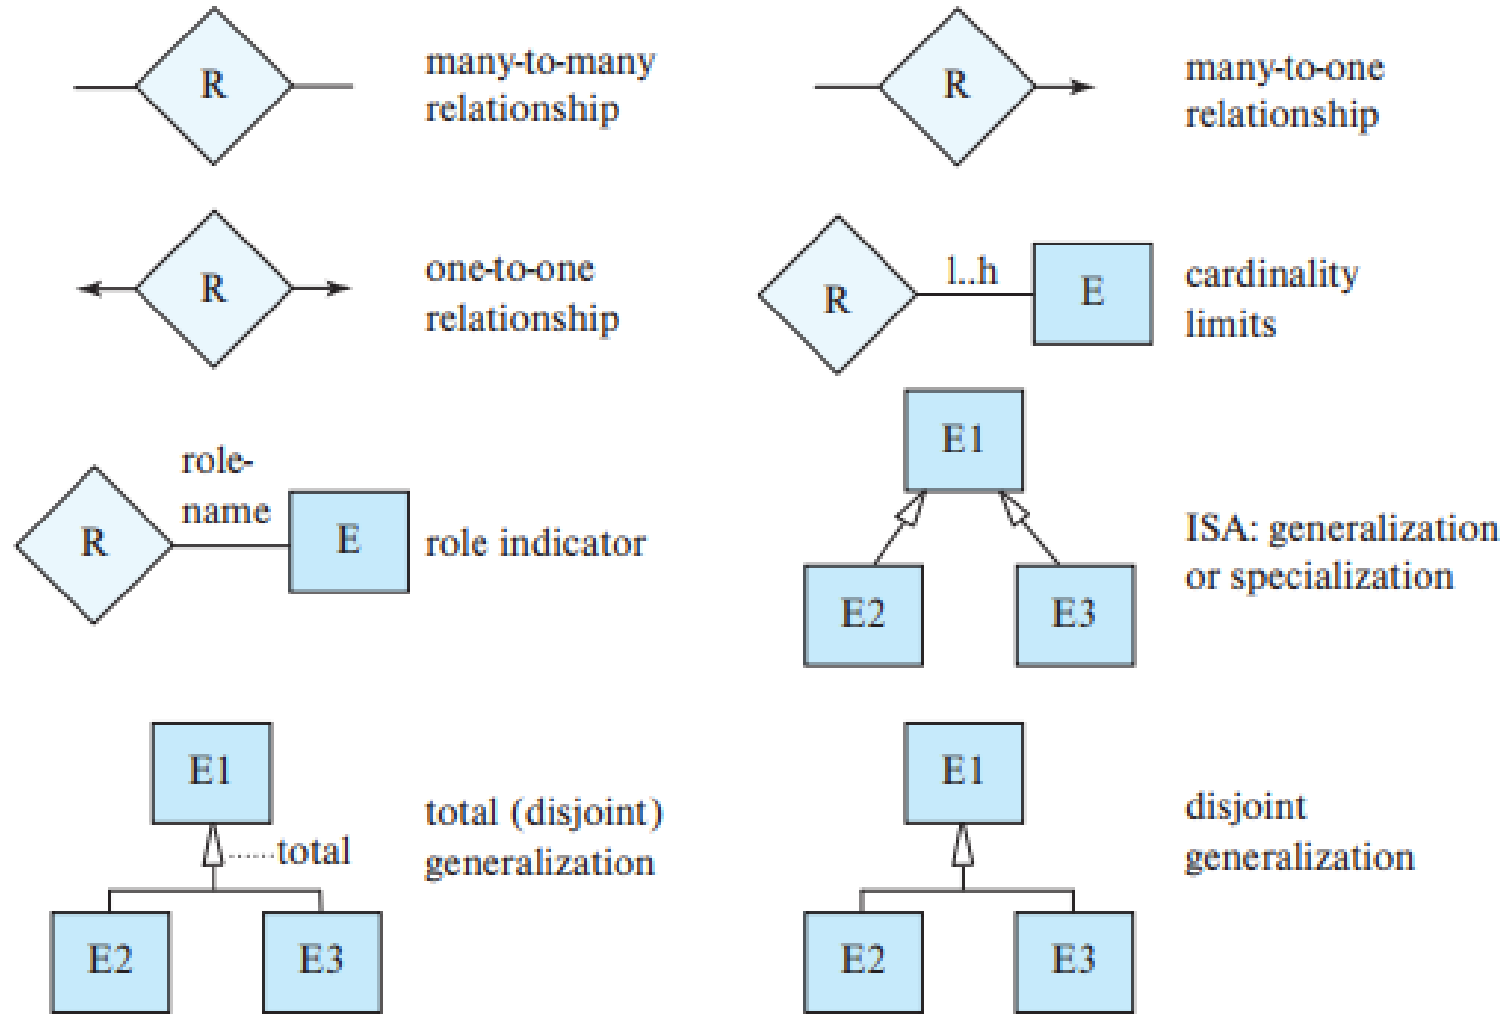 R
many-to-many
relationship
R
many-to-one
relationship
R
one-to-one
relationship
R
l..h
E
cardinality
limits
R
role-
name
E
role indicator
E1
E2
E3
ISA: generalization
or specialization
E1
total
E2
E3
total (disjoint)
generalization
E1
E2
E3
disjoint
generalization